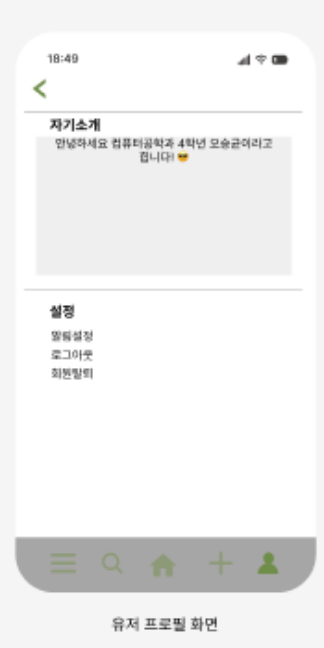 18:49
자기소개
안녕하세요 컴퓨터공학과 4학년 모승균이라고
합니다! 😎
설정
알림설정
로그아웃
회원탈퇴
유저 프로필 화면